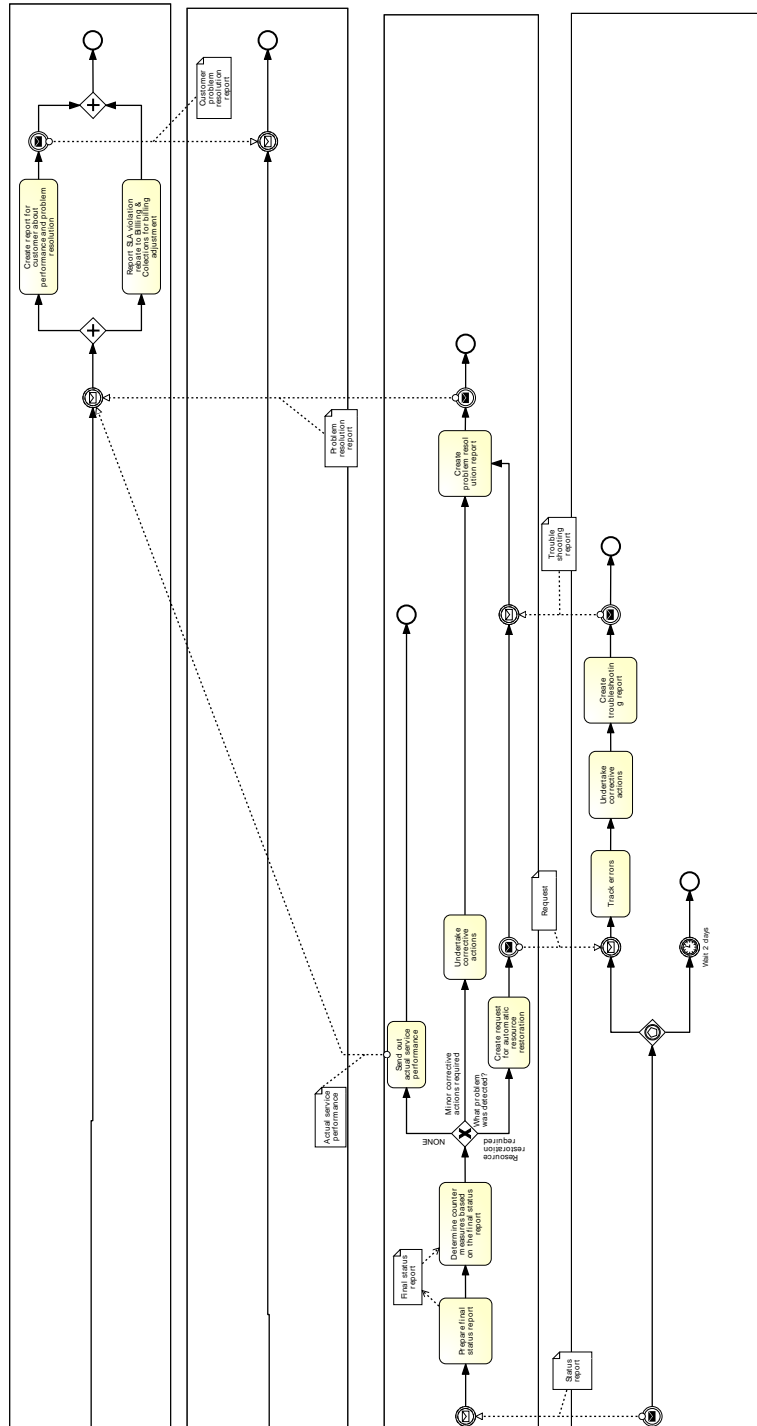 Create report for
customer about
performance and problem
resolution
Report SLA violation
rebate to Billing &
Colections for billing
adjustment
Customer
problem
resolution
report
Problem
resolution
report
Create
problem resol
ution report
Trouble
shooting
report
Create
troubleshootin
g report
Undertake
corrective
actions
Track errors
Request
Wait 2 days
Undertake
corrective
actions
Create request
for automatic
resource
restoration
Send out
actual service
performance
Actual service
performance
NONE
Minor corrective
actions required
What problem
was detected?
Resource
restoration
required
Determine counter
measures based
on the final status
report
Final status
report
Prepare final
status report
Status
report